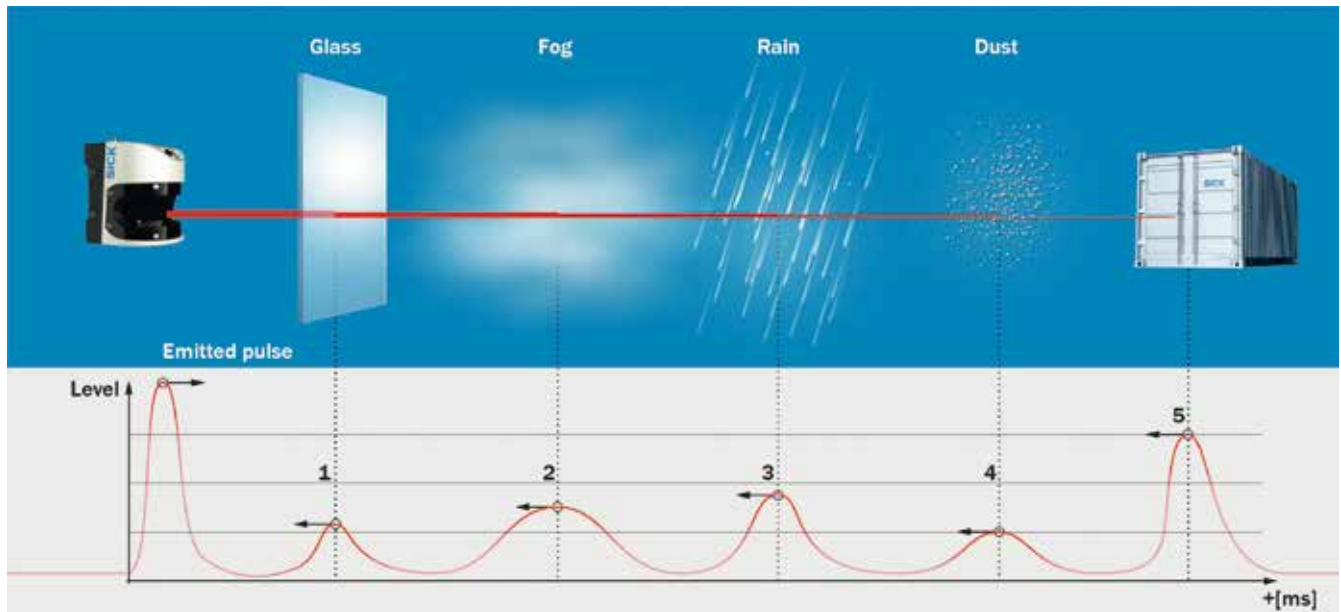 Glass
Fog
Rain
Dust
SICK
SICK
Emitted pulse
Level
1
2
3
4
5
+[ms]